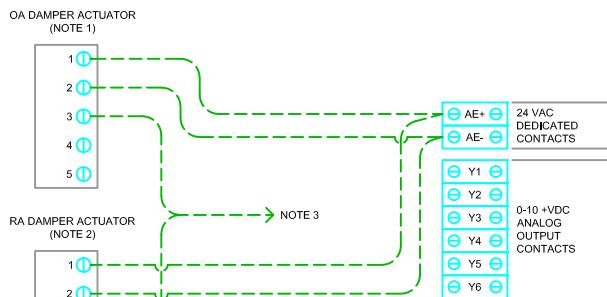 OA DAMPER ACTUATOR
(NOTE 1)
1
2
3
4
5
AE+
AE-
24 VAC
DEDICATED
CONTACTS
Y1
Y2
Y3
Y4
Y5
Y6
0-10 +VDC
ANALOG
OUTPUT
CONTACTS
NOTE 3
RA DAMPER ACTUATOR
(NOTE 2)
1
2